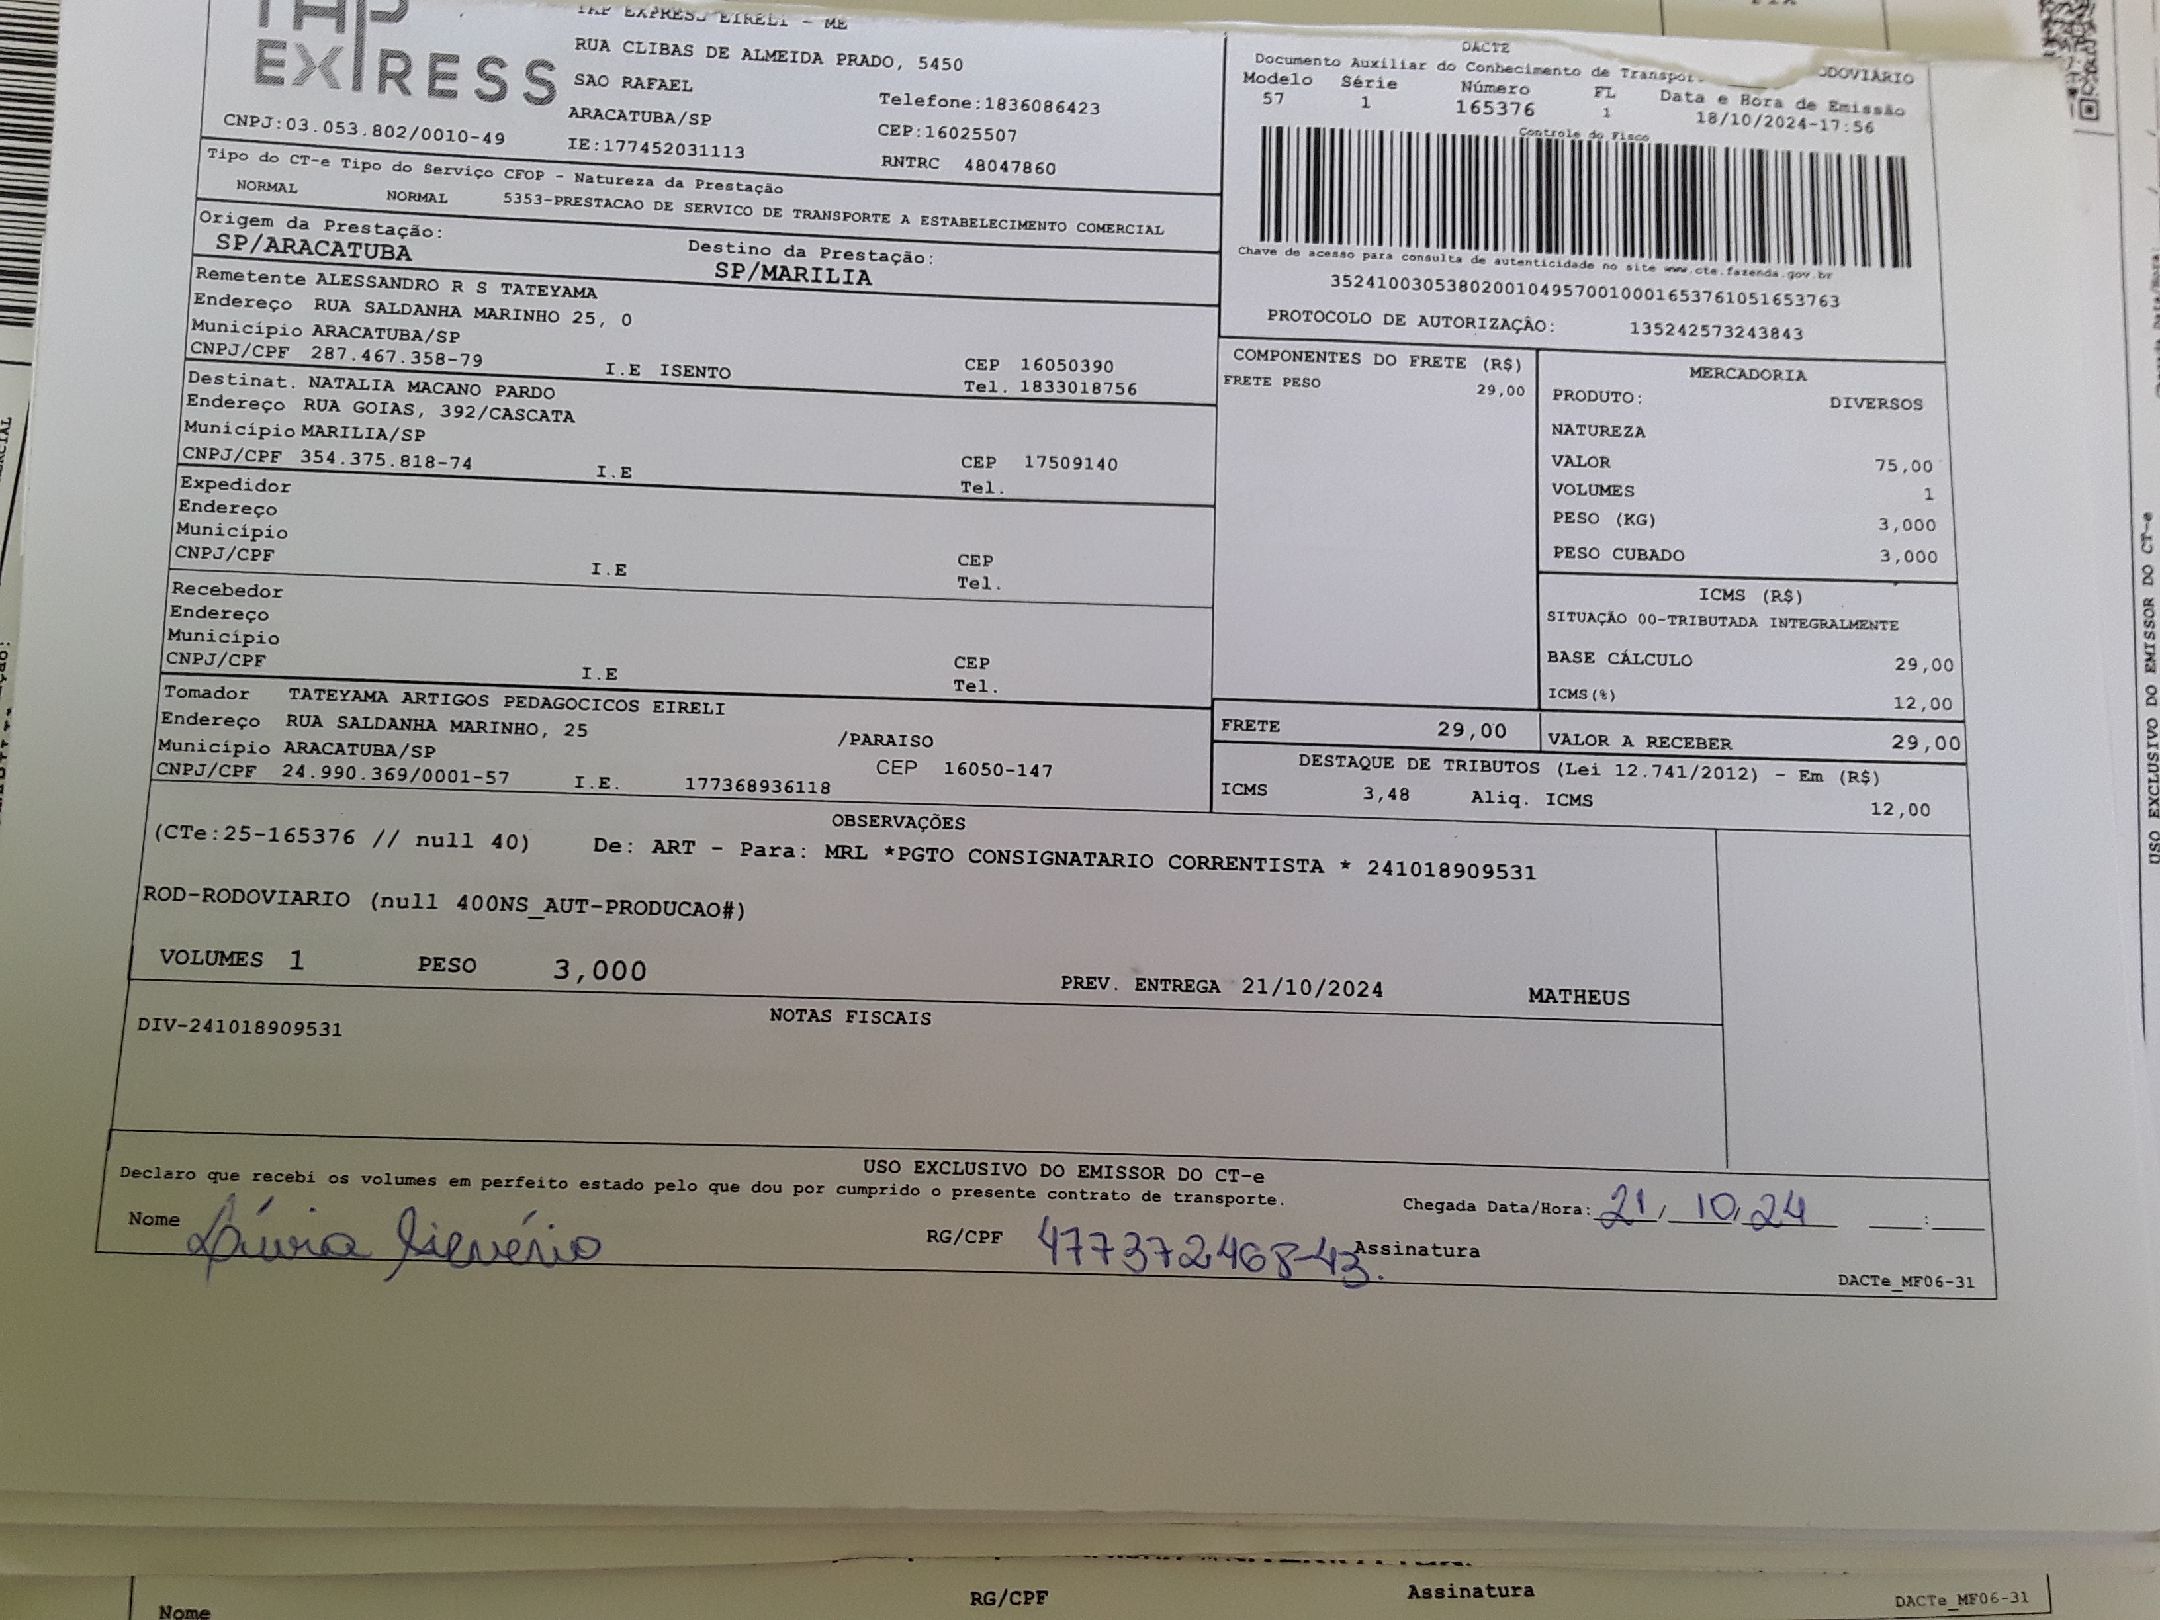 TAP EXPRESS EIRELI - ME
EXPRESS
RUA CLIBAS DE ALMEIDA PRADO, 5450
SAO RAFAEL
Telefone:1836086423
ARACATUBA/SP
CEP:16025507
CNPJ:03.053.802/0010-49
IE:177452031113
RNTRC 48047860
DACTE
Documento Auxiliar do Conhecimento de Transpor
ODOVIÁRIO
Modelo Série Número FL Data e Hora de Emissão
57 1 165376 1 18/10/2024-17:56
Controle do Fisco
Chave de acesso para consulta de autenticidade no site www.cte.fazenda.gov.br
35241003053802001049570010001653761051653763
PROTOCOLO DE AUTORIZAÇÃO: 135242573243843
Tipo do CT-e Tipo do Serviço CFOP - Natureza da Prestação
NORMAL NORMAL 5353-PRESTACAO DE SERVICO DE TRANSPORTE A ESTABELECIMENTO COMERCIAL
Origem da Prestação: Destino da Prestação:
SP/ARACATUBA SP/MARILIA
Remetente ALESSANDRO R S TATEYAMA
Endereço RUA SALDANHA MARINHO 25, 0
Município ARACATUBA/SP CEP 16050390
CNPJ/CPF 287.467.358-79 I.E ISENTO Tel. 1833018756
Destinat. NATALIA MACANO PARDO
Endereço RUA GOIAS, 392/CASCATA
Município MARILIA/SP CEP 17509140
CNPJ/CPF 354.375.818-74 I.E Tel.
Expedidor
Endereço
Município CEP
CNPJ/CPF I.E Tel.
Recebedor
Endereço
Município CEP
CNPJ/CPF I.E Tel.
Tomador TATEYAMA ARTIGOS PEDAGOCICOS EIRELI
Endereço RUA SALDANHA MARINHO, 25 /PARAISO
Município ARACATUBA/SP CEP 16050-147
CNPJ/CPF 24.990.369/0001-57 I.E. 177368936118
COMPONENTES DO FRETE (R$)
FRETE PESO 29,00
MERCADORIA
PRODUTO: DIVERSOS
NATUREZA
VALOR 75,00
VOLUMES 1
PESO (KG) 3,000
PESO CUBADO 3,000
ICMS (R$)
SITUAÇÃO 00-TRIBUTADA INTEGRALMENTE
BASE CÁLCULO 29,00
ICMS(%) 12,00
FRETE 29,00 VALOR A RECEBER 29,00
DESTAQUE DE TRIBUTOS (Lei 12.741/2012) - Em (R$)
ICMS 3,48 Aliq. ICMS 12,00
OBSERVAÇÕES
(CTe:25-165376 // null 40) De: ART - Para: MRL *PGTO CONSIGNATARIO CORRENTISTA * 241018909531
ROD-RODOVIARIO (null 400NS_AUT-PRODUCAO#)
VOLUMES 1 PESO 3,000 PREV. ENTREGA 21/10/2024 MATHEUS
NOTAS FISCAIS
DIV-241018909531
USO EXCLUSIVO DO EMISSOR DO CT-e
Declaro que recebi os volumes em perfeito estado pelo que dou por cumprido o presente contrato de transporte.
Chegada Data/Hora: 21/10/24 __:__
Nome RG/CPF 477372468-43. Assinatura
DACTe_MF06-31
USO EXCLUSIVO DO EMISSOR DO CT-e
Nome RG/CPF Assinatura
DACTe_MF06-31